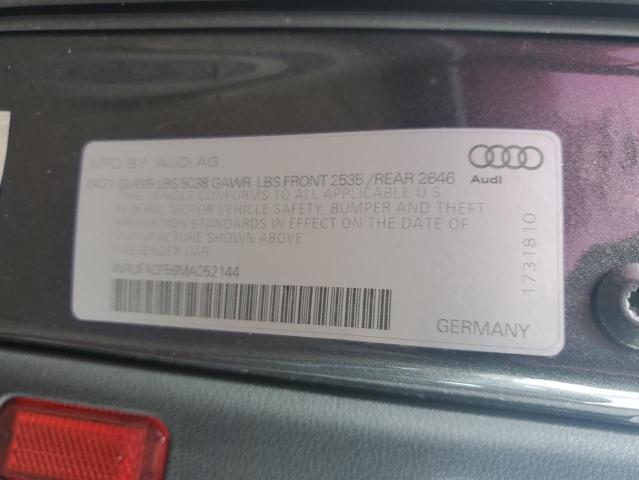 MFD BY AUDI AG
0421 GVWR LBS 5038 GAWR LBS FRONT 2535 /REAR 2646
THIS VEHICLE CONFORMS TO ALL APPLICABLE U S
FEDERAL MOTOR VEHICLE SAFETY, BUMPER AND THEFT
PREVENTION STANDARDS IN EFFECT ON THE DATE OF
MANUFACTURE SHOWN ABOVE
PASSENGER CAR
WAUFACF56MA052144
Audi
1731810
GERMANY